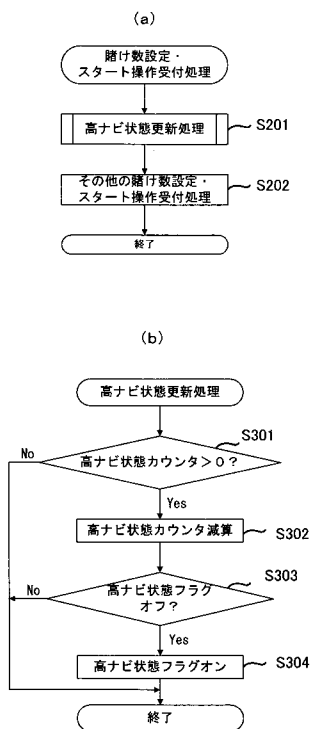 (a)
賭け数設定・
スタート操作受付処理
高ナビ状態更新処理
S201
その他の賭け数設定・
スタート操作受付処理
S202
終了
(b)
高ナビ状態更新処理
S301
No
高ナビ状態カウンタ>0?
Yes
高ナビ状態カウンタ減算
S302
S303
No
高ナビ状態フラグ
オフ?
Yes
高ナビ状態フラグオン
S304
終了